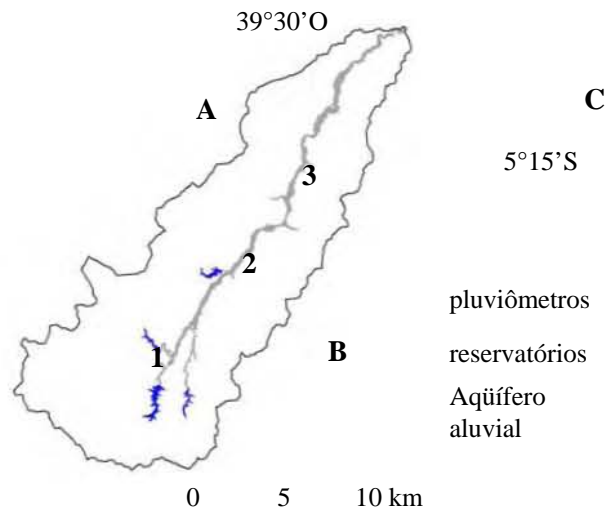 39°30’O
A
C
5°15’S
3
2
pluviômetros
1
B
reservatórios
Aqüífero
aluvial
0 5 10 km